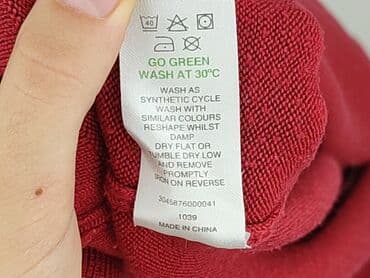 40
GO GREEN
WASH AT 30°C
WASH AS
SYNTHETIC CYCLE
WASH WITH
SIMILAR COLOURS
RESHAPE WHILST
DAMP
DRY FLAT OR
TUMBLE DRY LOW
AND REMOVE
PROMPTLY
IRON ON REVERSE
3045876000041
1039
MADE IN CHINA